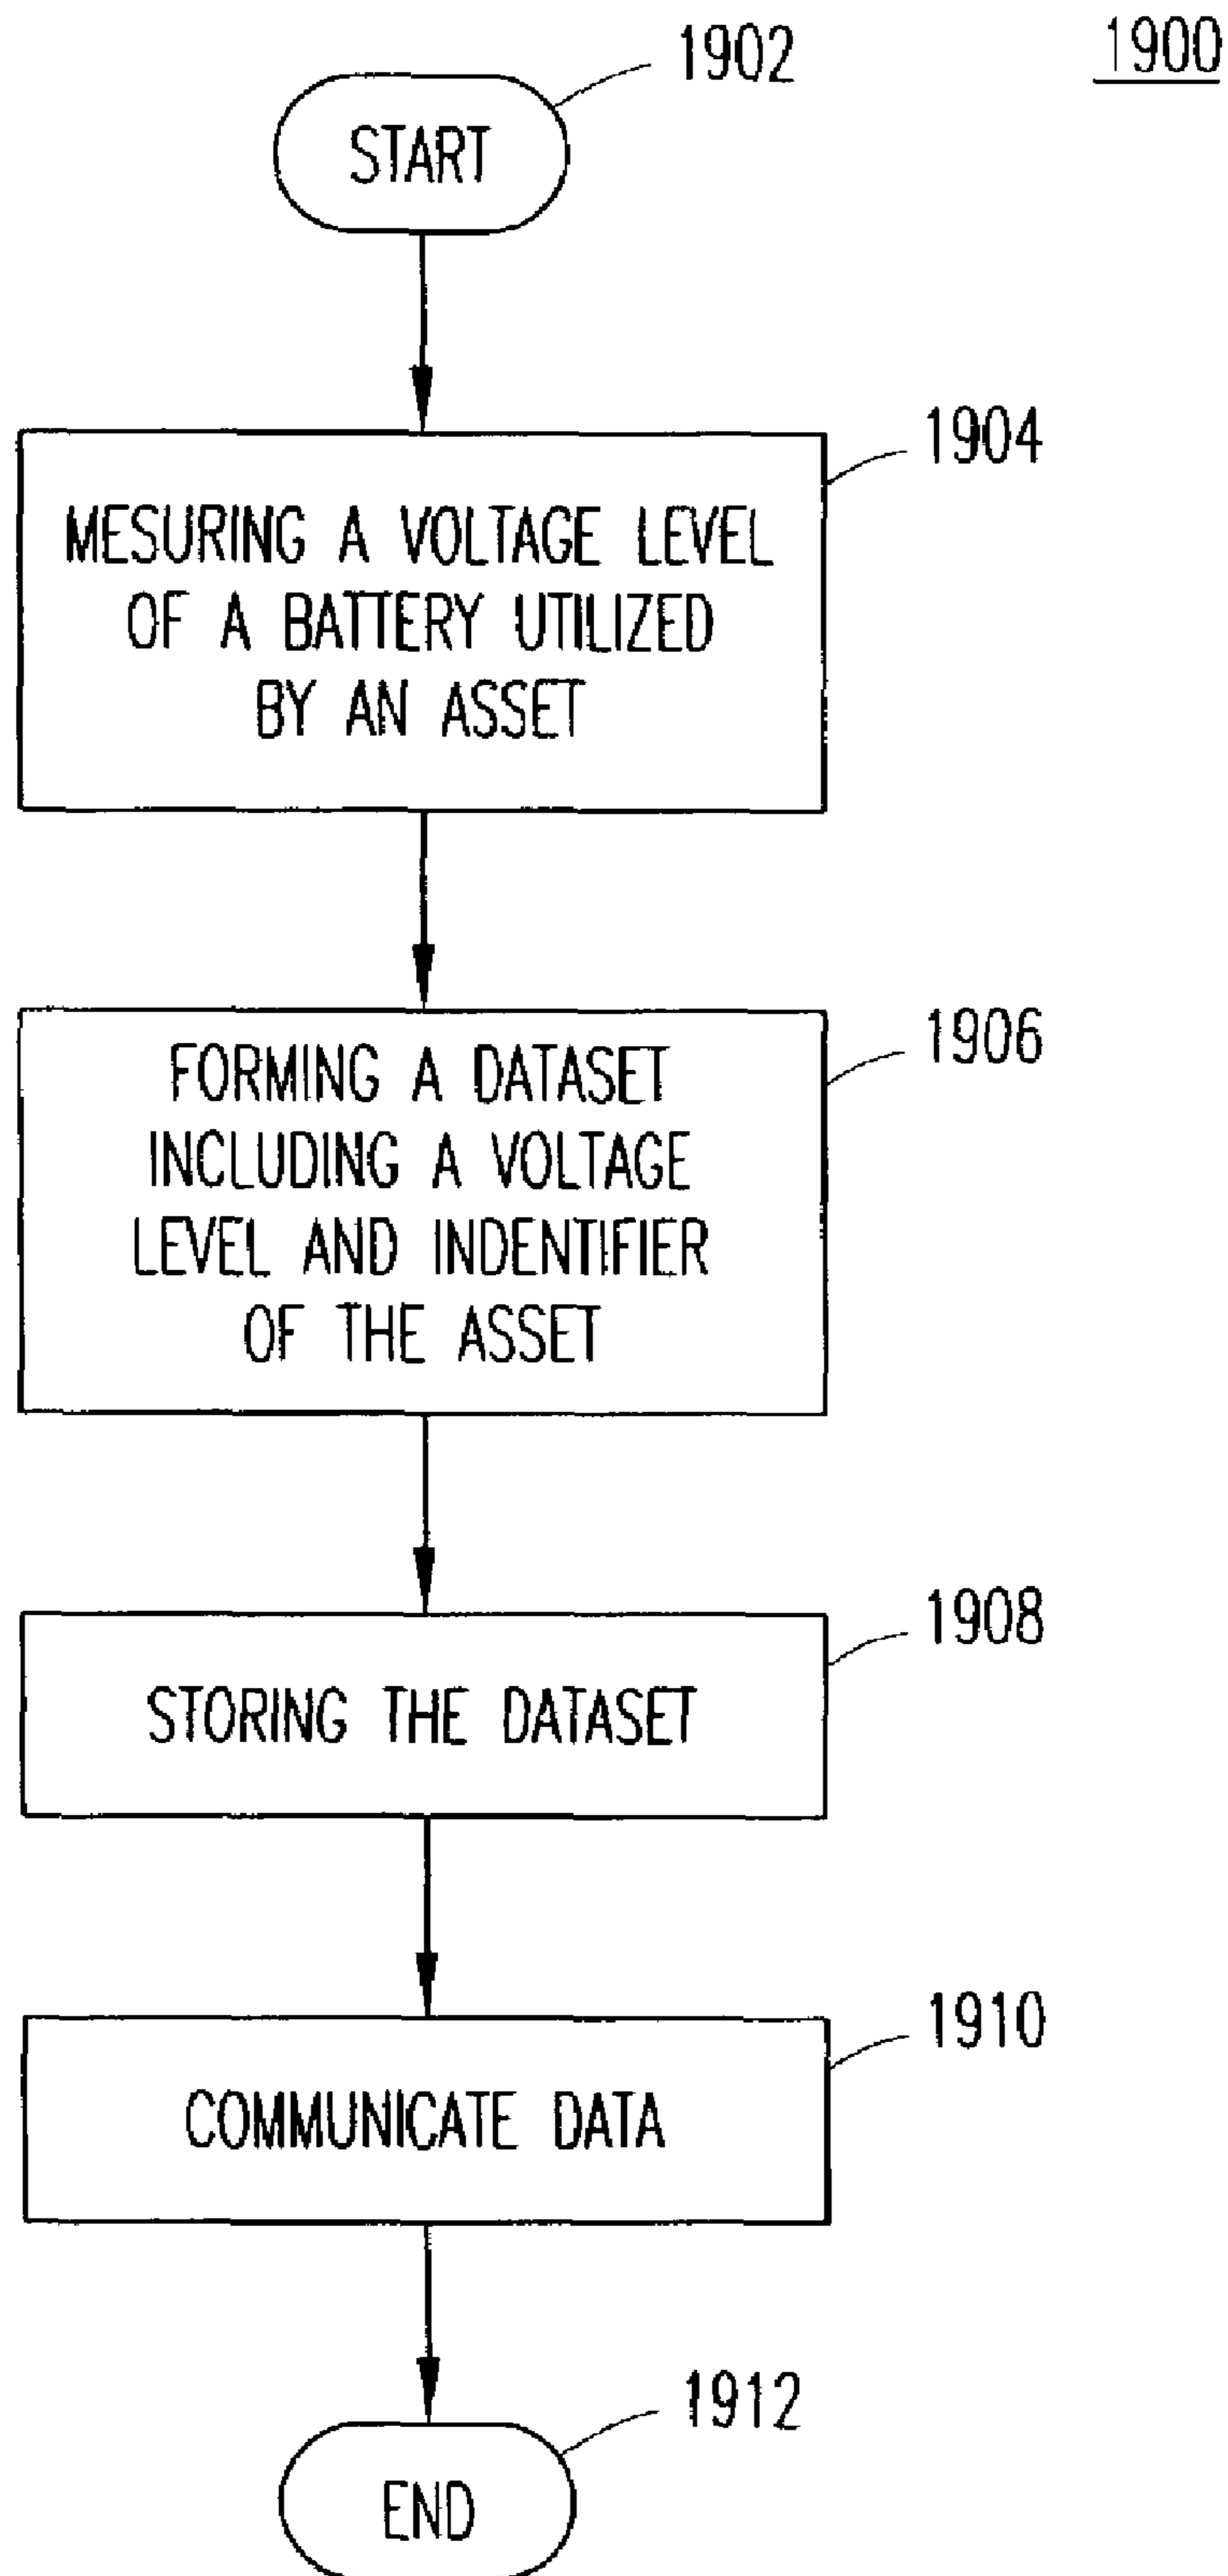 1900
1902
START
1904
MESURING A VOLTAGE LEVEL
OF A BATTERY UTILIZED
BY AN ASSET
1906
FORMING A DATASET
INCLUDING A VOLTAGE
LEVEL AND INDENTIFIER
OF THE ASSET
1908
STORING THE DATASET
1910
COMMUNICATE DATA
1912
END